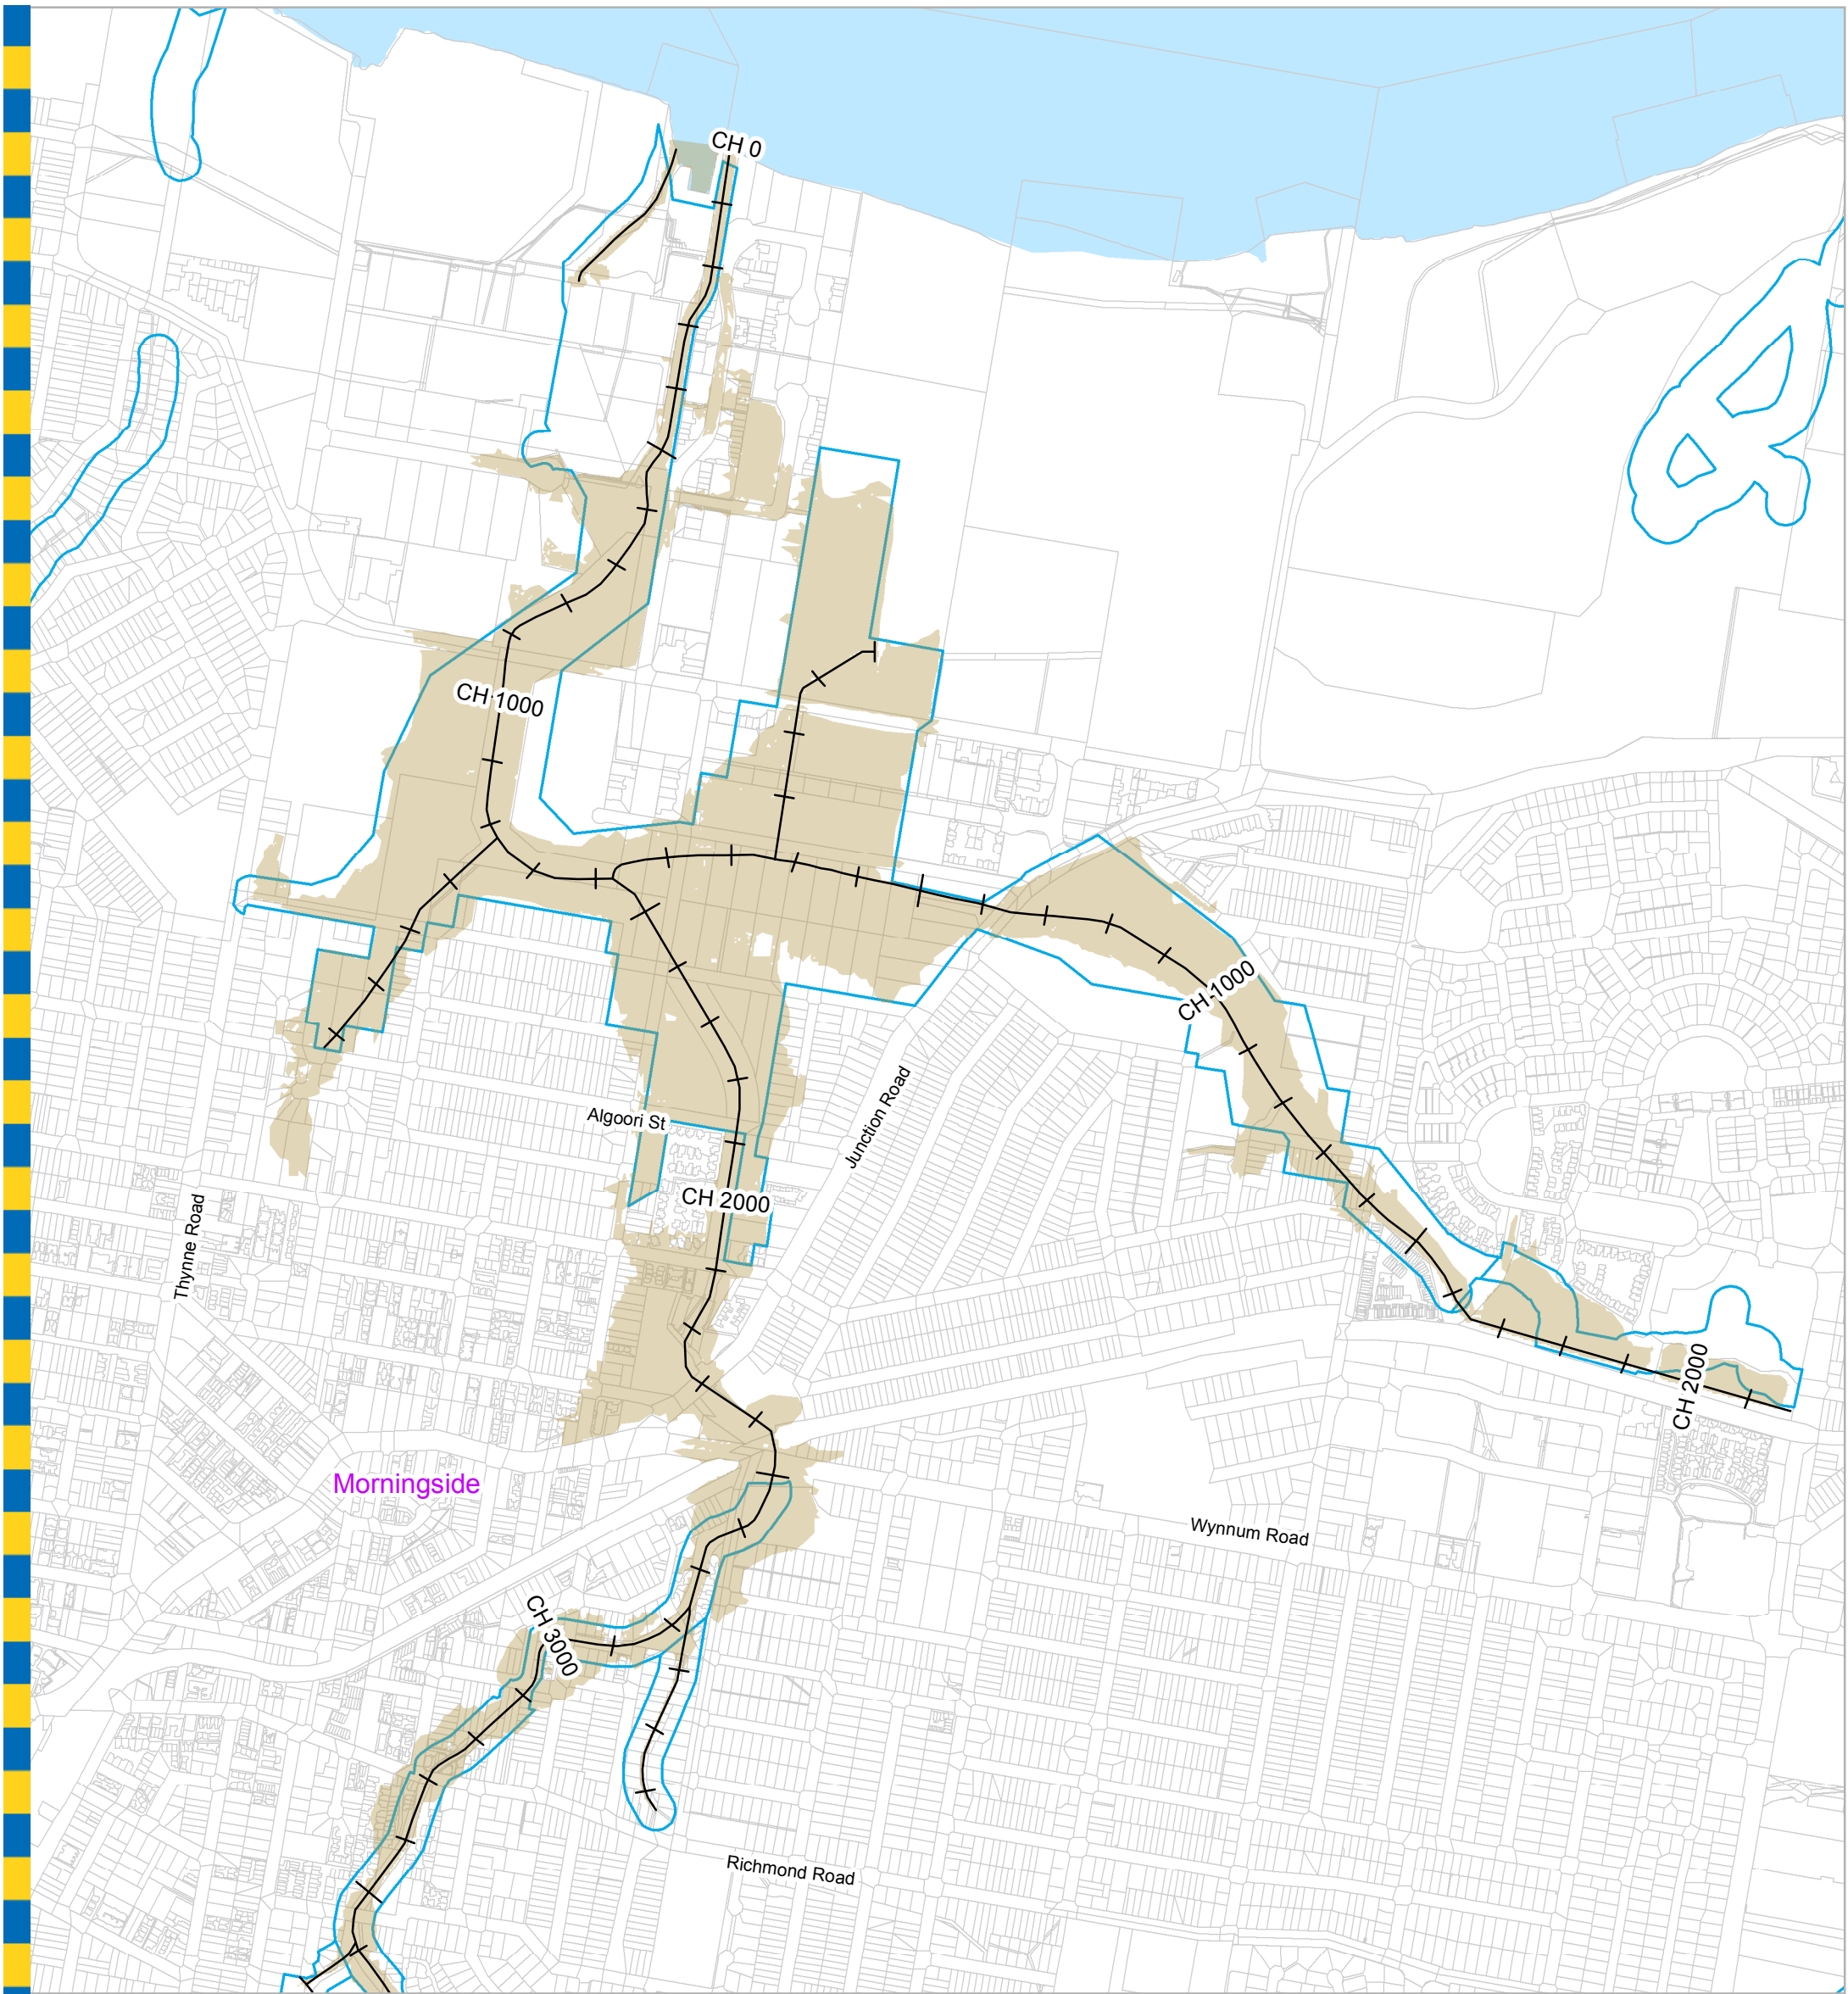 CH 0
CH 1000
CH 1000
Junction Road
Algoori St
CH 2000
Thynne Road
CH 2000
Morningside
Wynnum Road
CH 3000
Richmond Road